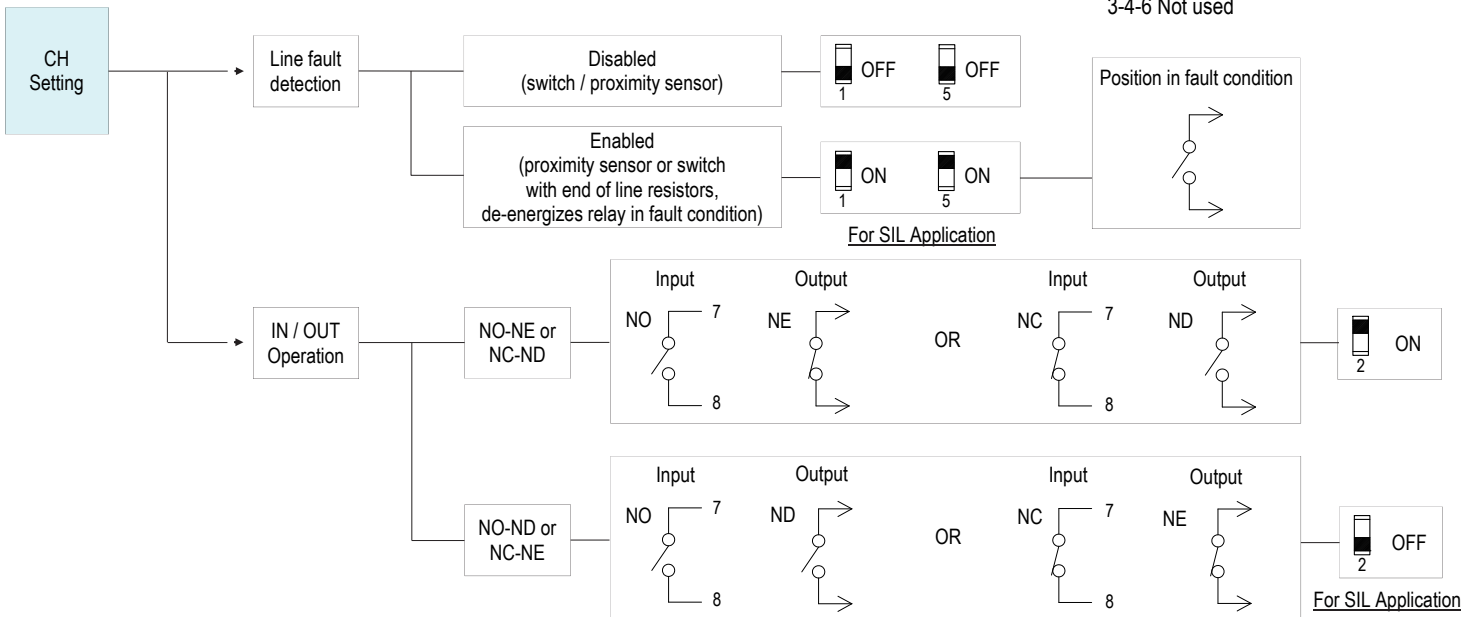 3-4-6 Not used
CH
Setting
Line fault
detection
Disabled
(switch / proximity sensor)
OFF
1
OFF
5
Position in fault condition
Enabled
(proximity sensor or switch
with end of line resistors,
de-energizes relay in fault condition)
ON
1
ON
5
For SIL Application
IN / OUT
Operation
NO-NE or
NC-ND
Input
Output
Input
Output
NO
7
8
NE
OR
NC
7
8
ND
ON
2
NO-ND or
NC-NE
Input
Output
Input
Output
NO
7
8
ND
OR
NC
7
8
NE
OFF
2
For SIL Application